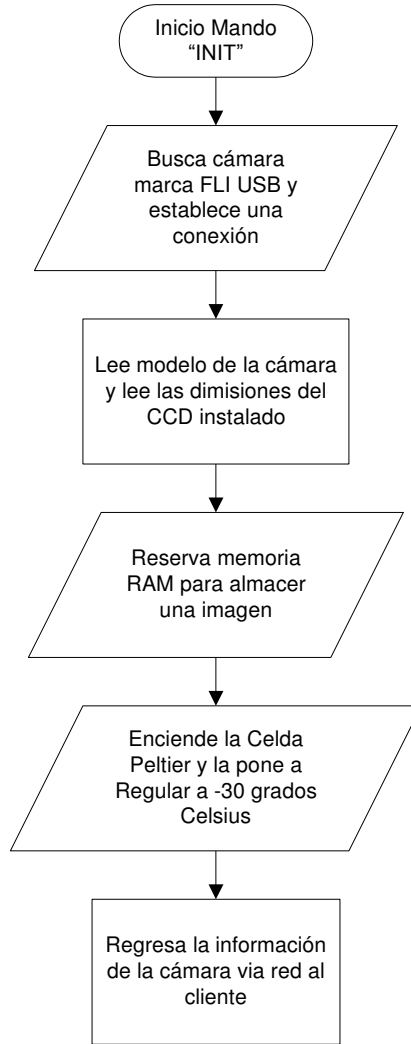 Inicio Mando
“INIT”
Busca cámara
marca FLI USB y
establece una
conexión
Lee modelo de la cámara
y lee las dimisiones del
CCD instalado
Reserva memoria
RAM para almacer
una imagen
Enciende la Celda
Peltier y la pone a
Regular a -30 grados
Celsius
Regresa la información
de la cámara via red al
cliente